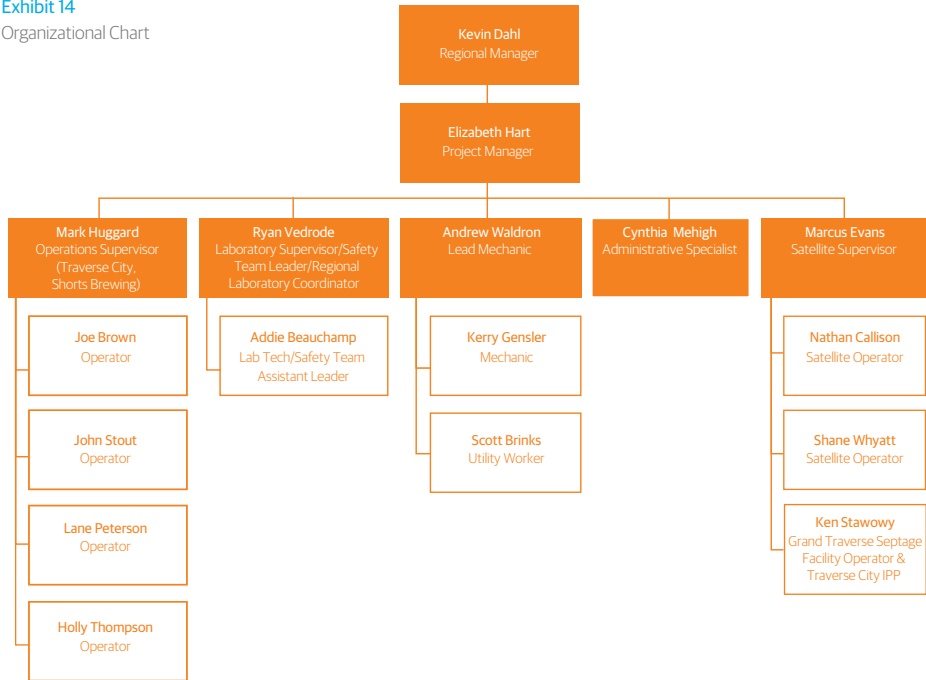 Exhibit 14
Organizational Chart
Kevin Dahl
Regional Manager
Elizabeth Hart
Project Manager
Mark Huggard
Operations Supervisor
(Traverse City,
Shorts Brewing)
Ryan Vedrode
Laboratory Supervisor/Safety
Team Leader/Regional
Laboratory Coordinator
Andrew Waldron
Lead Mechanic
Cynthia Mehigh
Administrative Specialist
Marcus Evans
Satellite Supervisor
Joe Brown
Operator
John Stout
Operator
Lane Peterson
Operator
Holly Thompson
Operator
Addie Beauchamp
Lab Tech/Safety Team
Assistant Leader
Kerry Gensler
Mechanic
Scott Brinks
Utility Worker
Nathan Callison
Satellite Operator
Shane Whyatt
Satellite Operator
Ken Stawowy
Grand Traverse Septage
Facility Operator &
Traverse City IPP